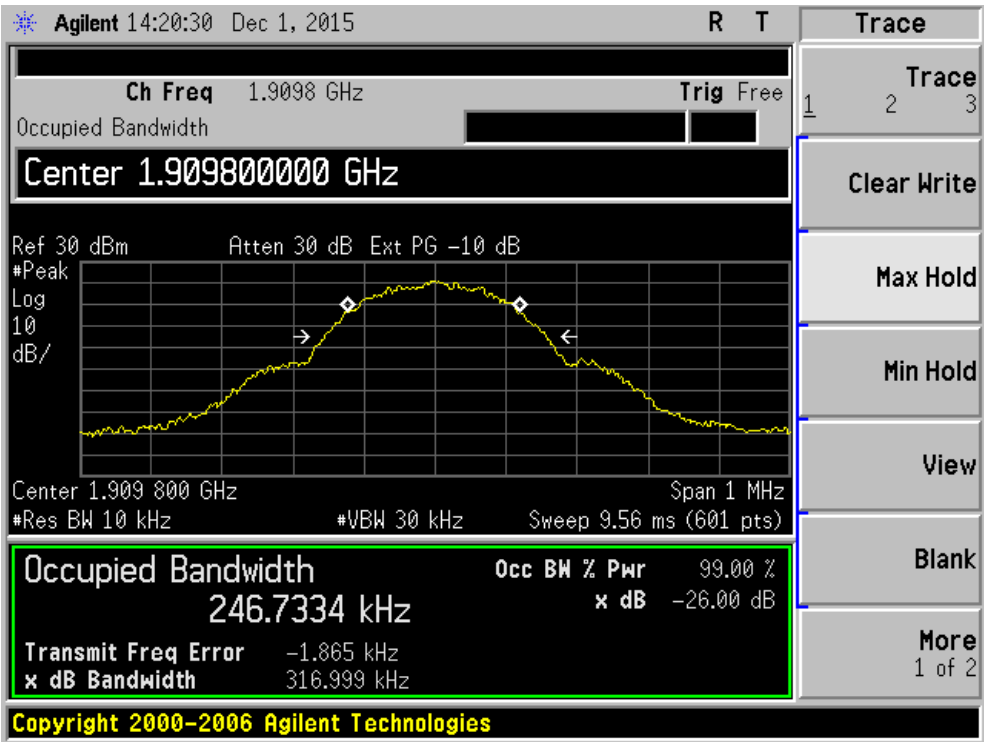 Agilent 14:20:30 Dec 1, 2015 R T
Ch Freq 1.9098 GHz Trig Free
Occupied Bandwidth
Center 1.909800000 GHz
Ref 30 dBm Atten 30 dB Ext PG -10 dB
#Peak
Log
10
dB/
Center 1.909 800 GHz Span 1 MHz
#Res BW 10 kHz #VBW 30 kHz Sweep 9.56 ms (601 pts)
Occupied Bandwidth Occ BW % Pwr 99.00 %
246.7334 kHz x dB -26.00 dB
Transmit Freq Error -1.865 kHz
x dB Bandwidth 316.999 kHz
Copyright 2000-2006 Agilent Technologies
Trace
Trace
1 2 3
Clear Write
Max Hold
Min Hold
View
Blank
More
1 of 2